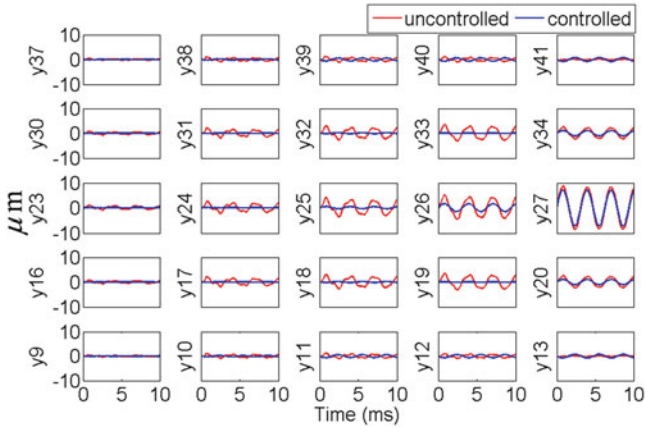 uncontrolled controlled
10
0
-10
y37
y38
y39
y40
y41
10
0
-10
y30
y31
y32
y33
y34
μm
10
0
-10
y23
y24
y25
y26
y27
10
0
-10
y16
y17
y18
y19
y20
10
0
-10
y9
y10
y11
y12
y13
0 5 10 0 5 10 0 5 10 0 5 10 0 5 10
Time (ms)